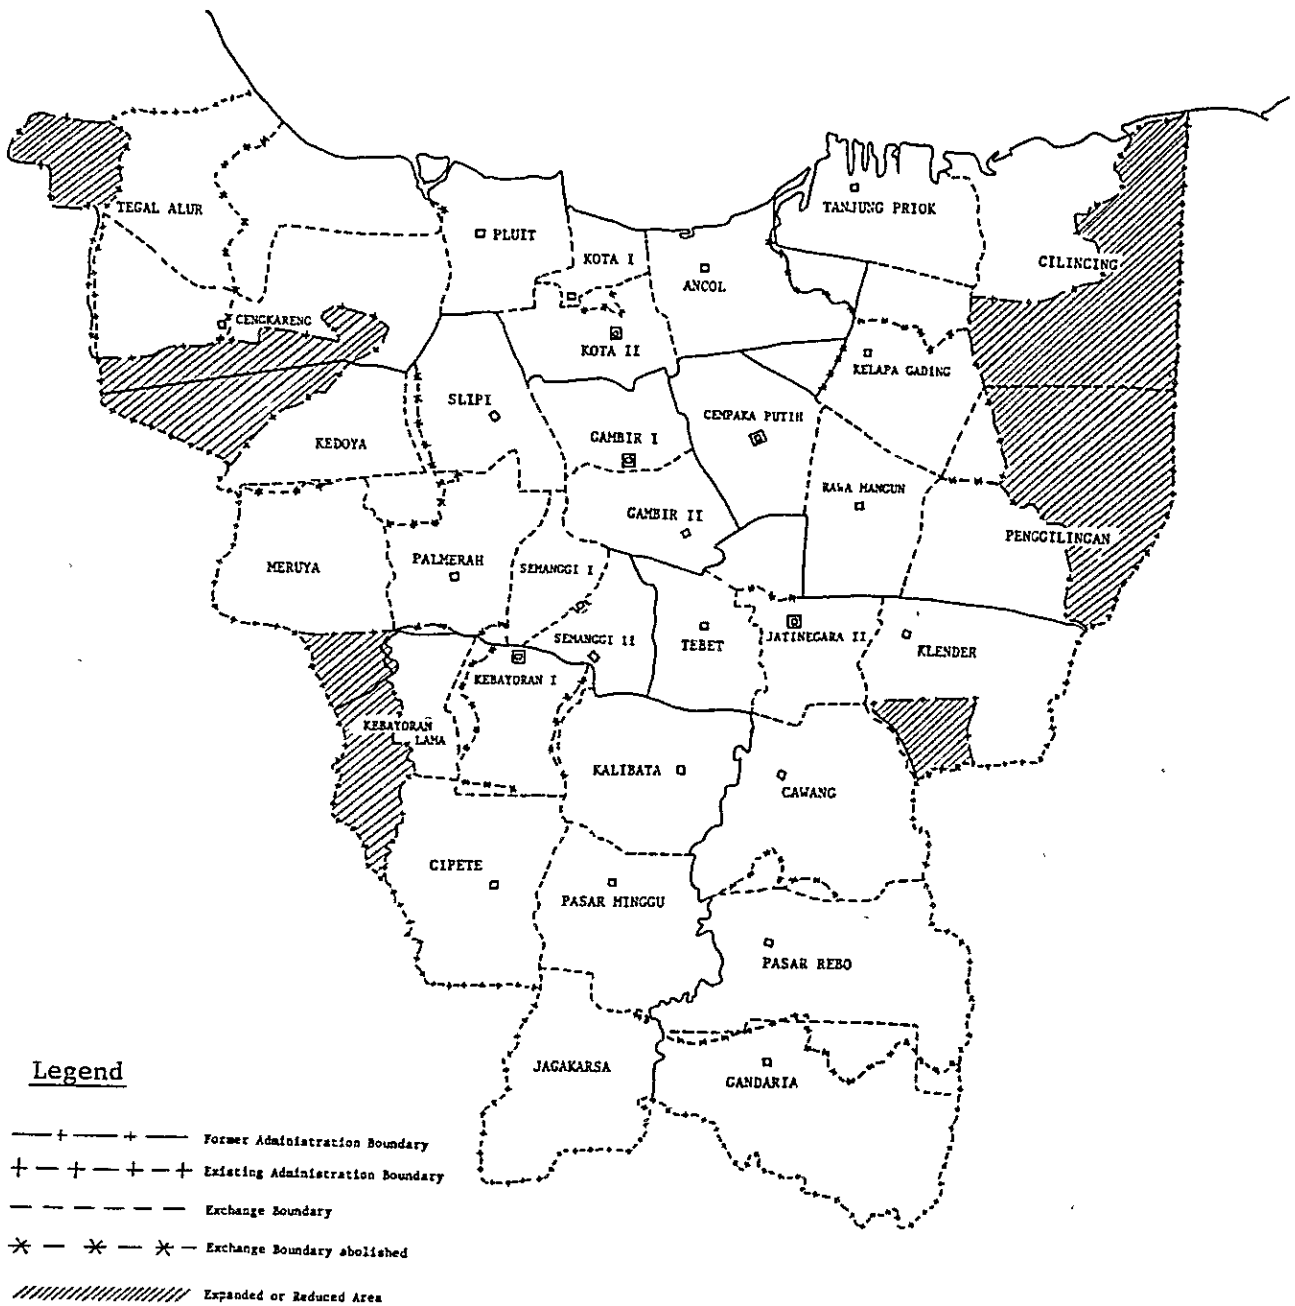 TEGAL ALUR
PLUIT
TANJUNG PRIOK
KOTA I
CILINCING
ANCOL
CENGKARENG
KOTA II
KELAPA GADING
SLIPI
CEMPAKA PUTIH
KEDOYA
GAMBIR I
RAWA MANGUN
GAMBIR II
PENGGILINGAN
PALMERAH
MERUYA
SEMANGGI I
SEMANGGI II
TEBET
JATINEGARA II
KLENDER
KEBAYORAN I
KEBAYORAN
LAMA
KALIBATA
CAWANG
CIPETE
PASAR MINGGU
PASAR REBO
JAGAKARSA
GANDARIA
Legend
Former Administration Boundary
Existing Administration Boundary
Exchange Boundary
Exchange Boundary abolished
Expanded or Reduced Area